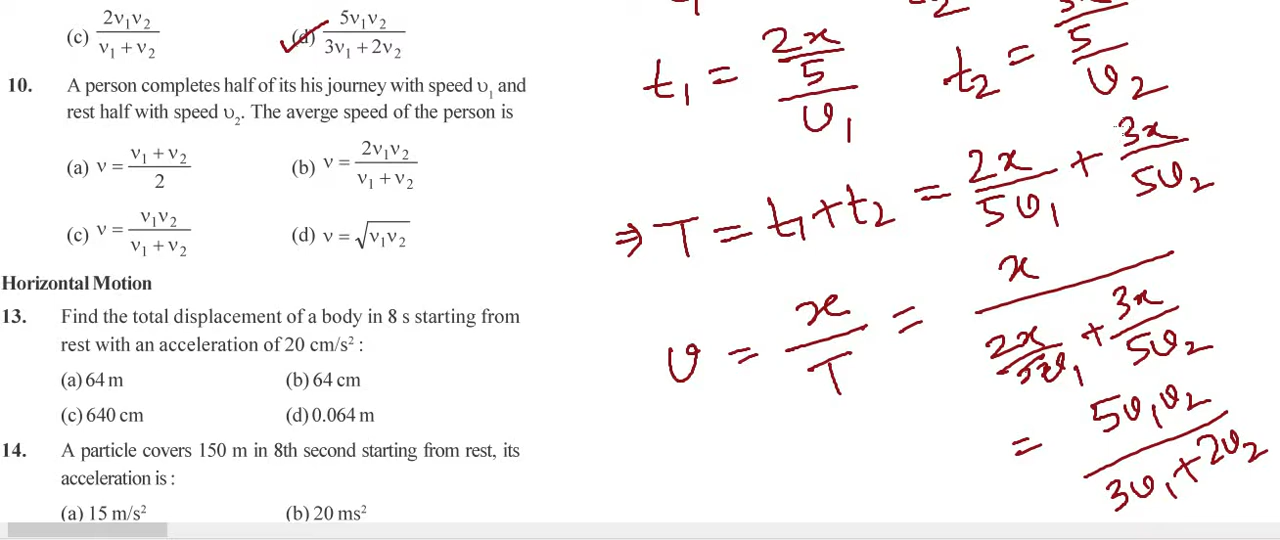 (c) 2v₁v₂ / (v₁ + v₂) (d) 5v₁v₂ / (3v₁ + 2v₂)
10. A person completes half of its his journey with speed υ₁ and
rest half with speed υ₂. The averge speed of the person is
(a) v = (v₁ + v₂) / 2 (b) v = 2v₁v₂ / (v₁ + v₂)
(c) v = v₁v₂ / (v₁ + v₂) (d) v = √(v₁v₂)
Horizontal Motion
13. Find the total displacement of a body in 8 s starting from
rest with an acceleration of 20 cm/s² :
(a) 64 m (b) 64 cm
(c) 640 cm (d) 0.064 m
14. A particle covers 150 m in 8th second starting from rest, its
acceleration is :
(a) 15 m/s² (b) 20 ms²
t₁ = (2x/5) / υ₁ t₂ = (3x/5) / υ₂
⇒ T = t₁ + t₂ = 2x/5υ₁ + 3x/5υ₂
υ = x/T = x / (2x/5υ₁ + 3x/5υ₂)
= 5υ₁υ₂ / (3υ₁ + 2υ₂)